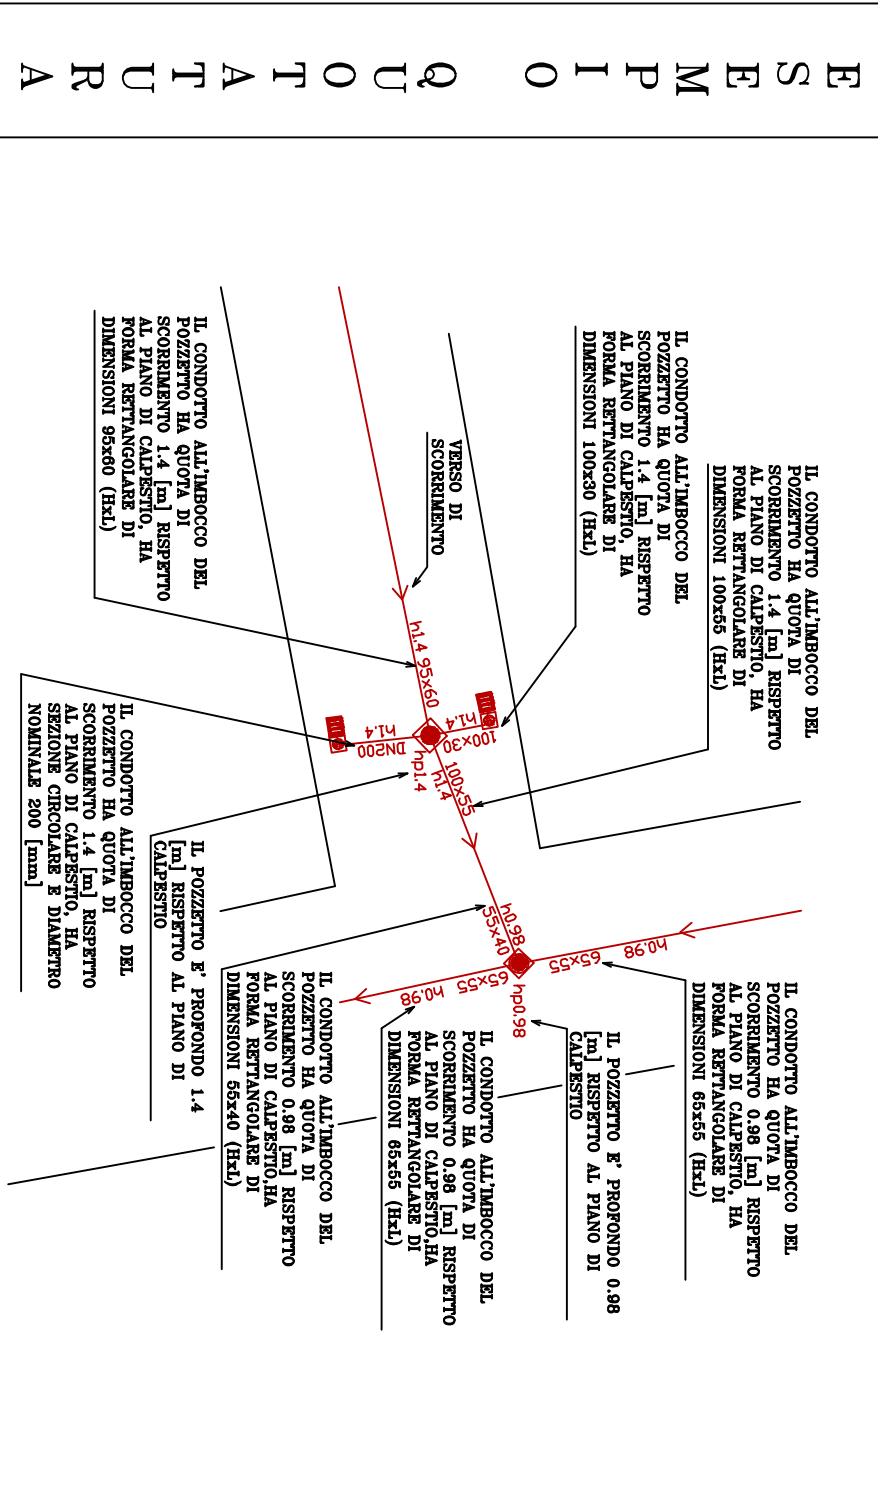 ESEMPIO QUOTATURA
IL CONDOTTO ALL'IMBOCCO DEL
POZZETTO HA QUOTA DI
SCORRIMENTO 1.4 [m] RISPETTO
AL PIANO DI CALPESTIO, HA
FORMA RETTANGOLARE DI
DIMENSIONI 100x55 (HxL)
IL CONDOTTO ALL'IMBOCCO DEL
POZZETTO HA QUOTA DI
SCORRIMENTO 1.4 [m] RISPETTO
AL PIANO DI CALPESTIO, HA
FORMA RETTANGOLARE DI
DIMENSIONI 100x30 (HxL)
VERSO DI
SCORRIMENTO
IL CONDOTTO ALL'IMBOCCO DEL
POZZETTO HA QUOTA DI
SCORRIMENTO 1.4 [m] RISPETTO
AL PIANO DI CALPESTIO, HA
FORMA RETTANGOLARE DI
DIMENSIONI 95x60 (HxL)
h1.4 95x60
h1.4
100x30
h1.4
DN200
hp1.4
100x55
h1.4
h0.98
55x40
65x55
h0.98
65x55
h0.98
hp0.98
IL CONDOTTO ALL'IMBOCCO DEL
POZZETTO HA QUOTA DI
SCORRIMENTO 0.98 [m] RISPETTO
AL PIANO DI CALPESTIO, HA
FORMA RETTANGOLARE DI
DIMENSIONI 65x55 (HxL)
IL POZZETTO E' PROFONDO 0.98
[m] RISPETTO AL PIANO DI
CALPESTIO
IL CONDOTTO ALL'IMBOCCO DEL
POZZETTO HA QUOTA DI
SCORRIMENTO 0.98 [m] RISPETTO
AL PIANO DI CALPESTIO,HA
FORMA RETTANGOLARE DI
DIMENSIONI 65x55 (HxL)
IL CONDOTTO ALL'IMBOCCO DEL
POZZETTO HA QUOTA DI
SCORRIMENTO 0.98 [m] RISPETTO
AL PIANO DI CALPESTIO,HA
FORMA RETTANGOLARE DI
DIMENSIONI 55x40 (HxL)
IL POZZETTO E' PROFONDO 1.4
[m] RISPETTO AL PIANO DI
CALPESTIO
IL CONDOTTO ALL'IMBOCCO DEL
POZZETTO HA QUOTA DI
SCORRIMENTO 1.4 [m] RISPETTO
AL PIANO DI CALPESTIO, HA
SEZIONE CIRCOLARE E DIAMETRO
NOMINALE 200 [mm]